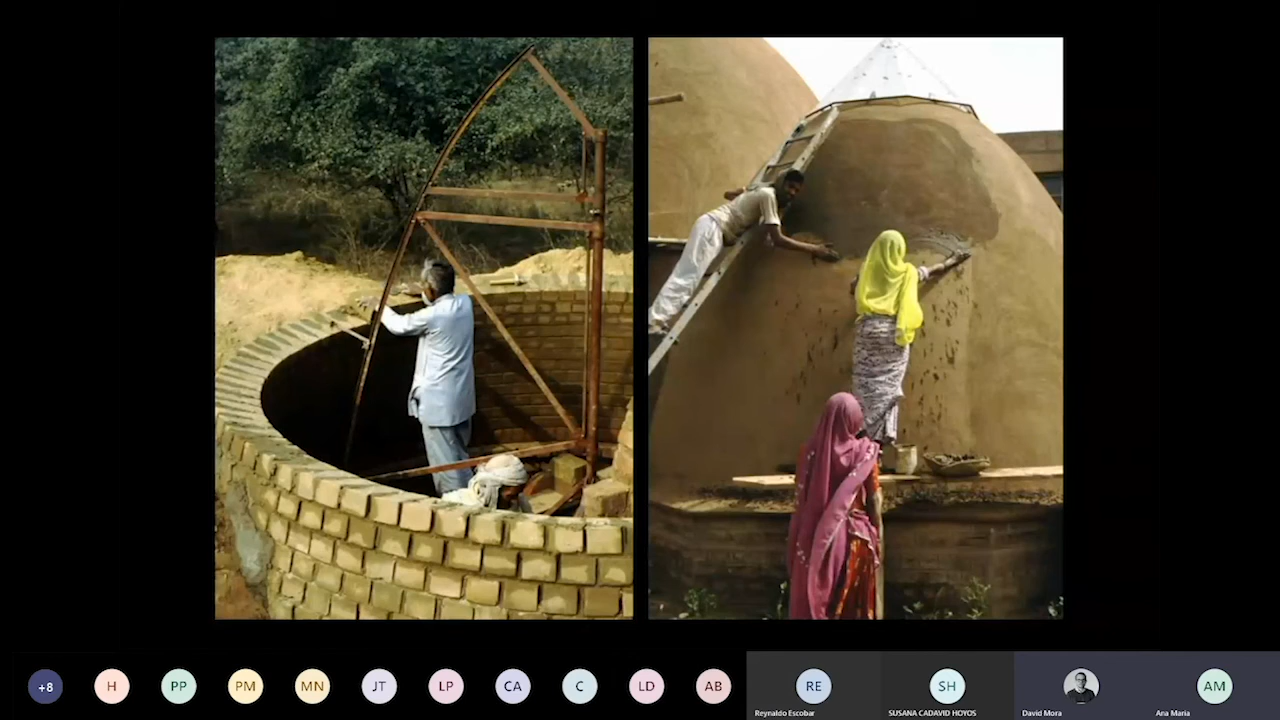 +8
H
PP
PM
MN
JT
LP
CA
C
LD
AB
RE
SH
AM
Reynaldo Escobar
SUSANA CADAVID HOYOS
David Mora
Ana Maria